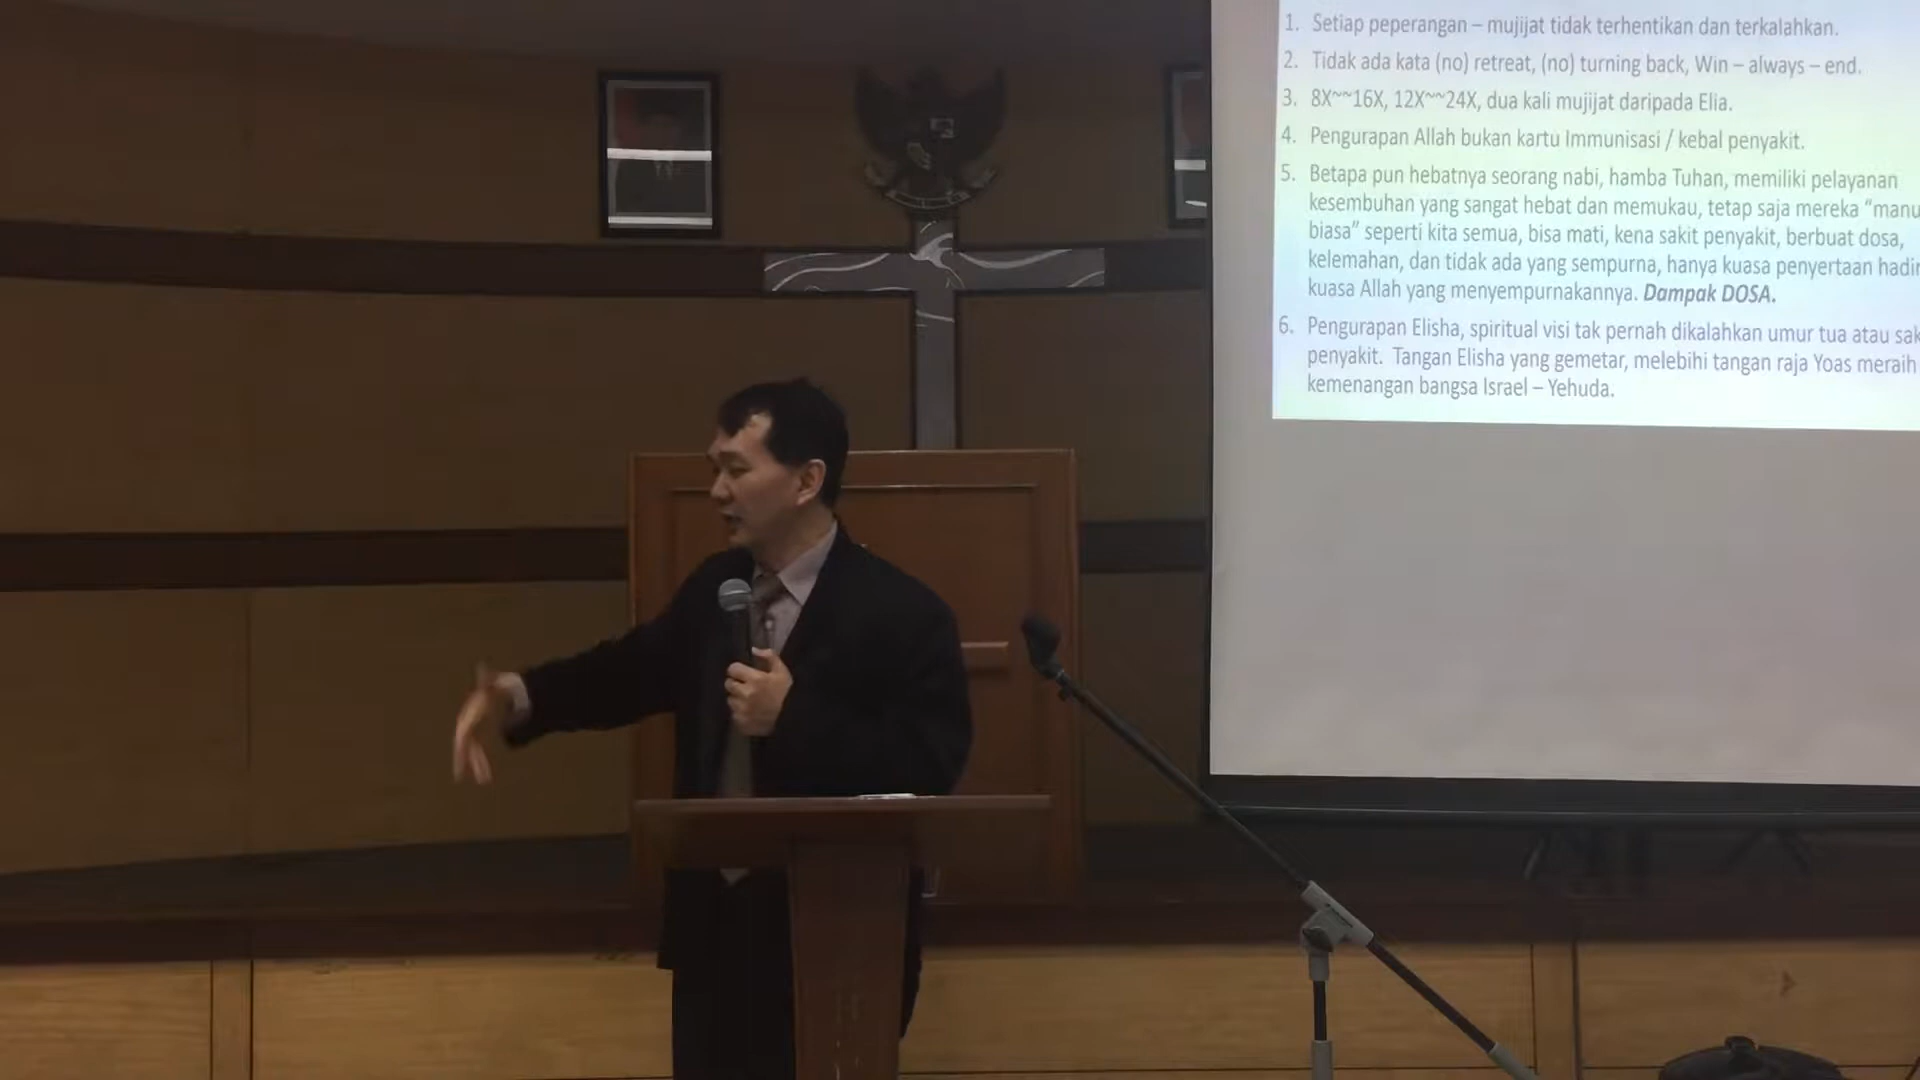 1. Setiap peperangan – mujijat tidak terhentikan dan terkalahkan.
2. Tidak ada kata (no) retreat, (no) turning back, Win – always – end.
3. 8X~~16X, 12X~~24X, dua kali mujijat daripada Elia.
4. Pengurapan Allah bukan kartu Immunisasi / kebal penyakit.
5. Betapa pun hebatnya seorang nabi, hamba Tuhan, memiliki pelayanan
kesembuhan yang sangat hebat dan memukau, tetap saja mereka “manu
biasa” seperti kita semua, bisa mati, kena sakit penyakit, berbuat dosa,
kelemahan, dan tidak ada yang sempurna, hanya kuasa penyertaan hadir
kuasa Allah yang menyempurnakannya. Dampak DOSA.
6. Pengurapan Elisha, spiritual visi tak pernah dikalahkan umur tua atau sak
penyakit. Tangan Elisha yang gemetar, melebihi tangan raja Yoas meraih
kemenangan bangsa Israel – Yehuda.